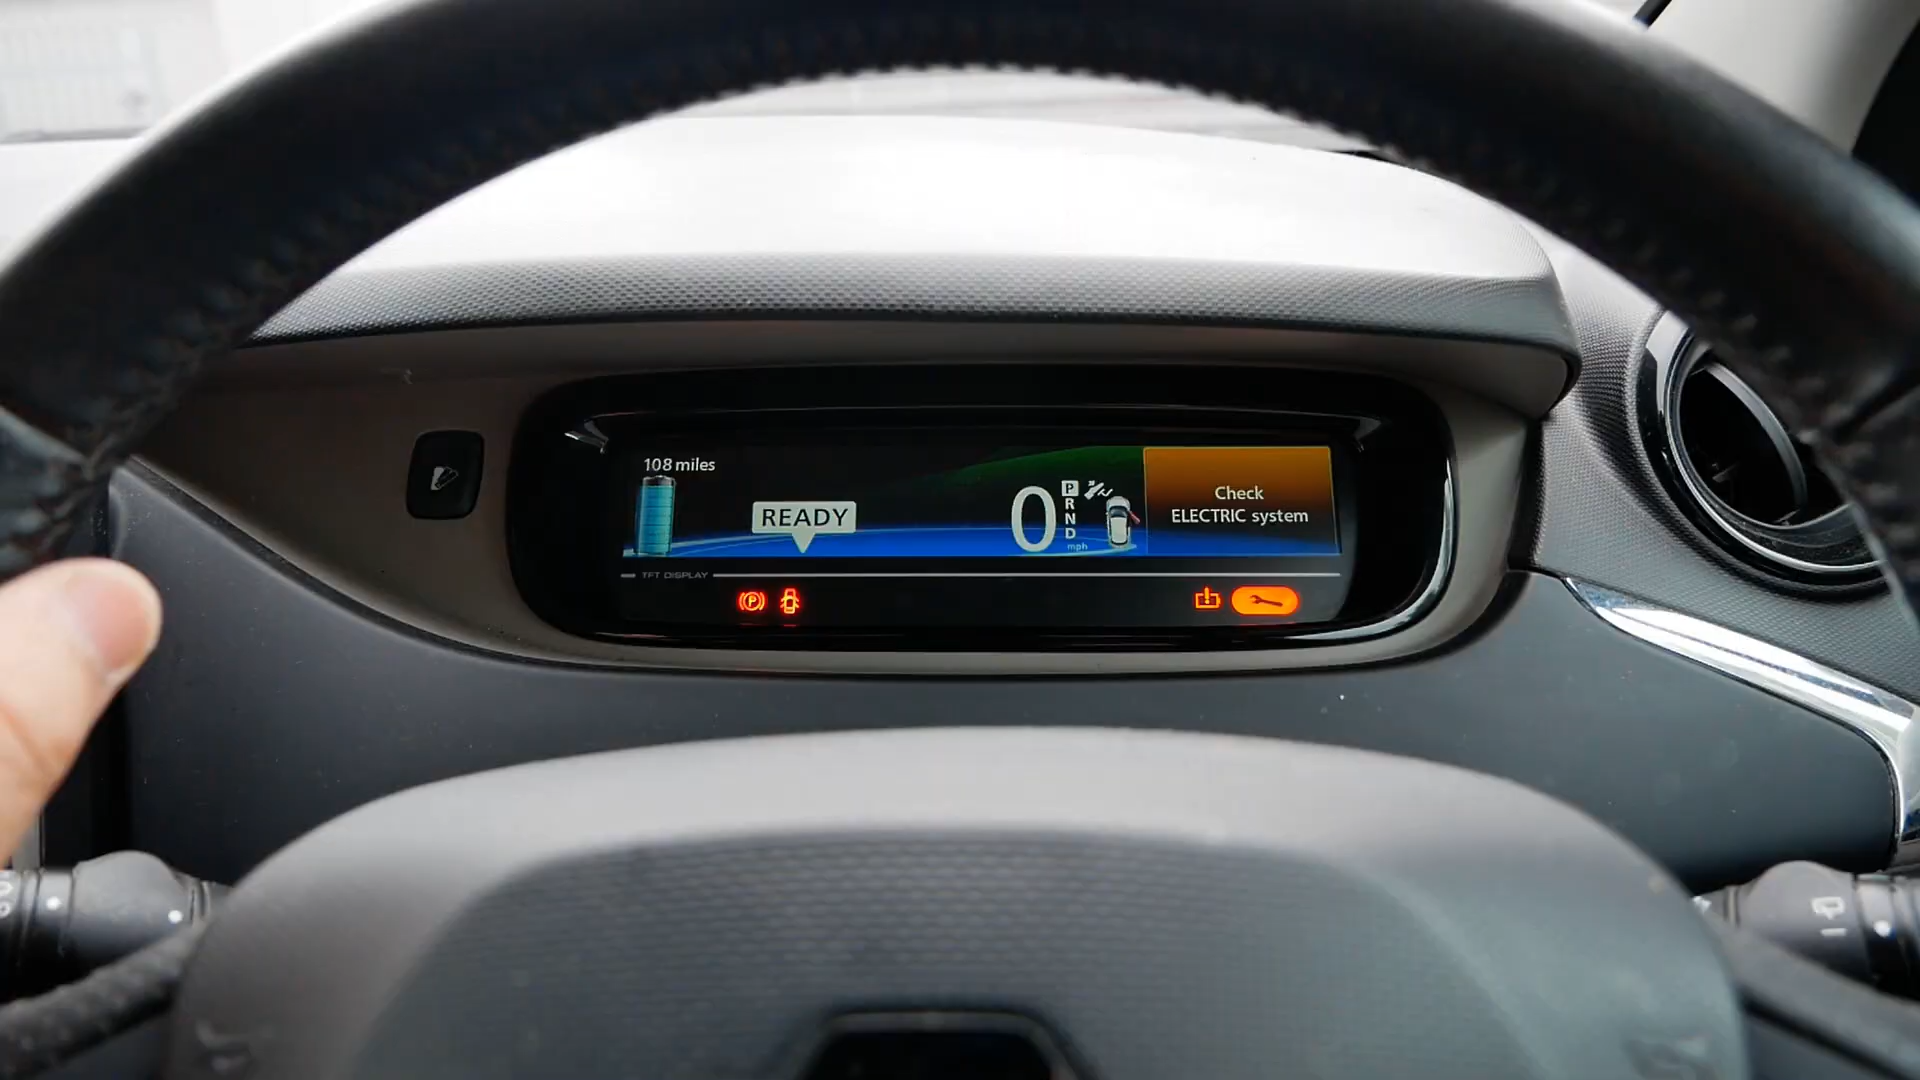 108 miles
READY
0
P
R
N
D
mph
Check
ELECTRIC system
TFT DISPLAY
P